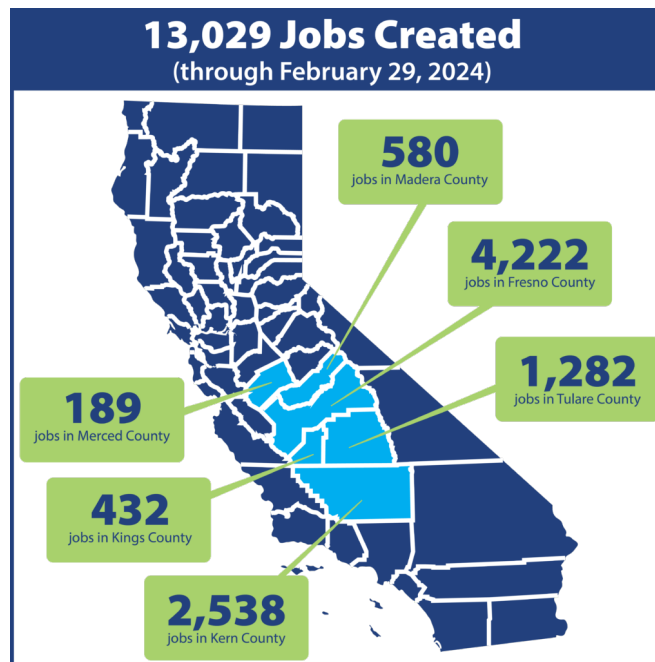 13,029 Jobs Created
(through February 29, 2024)
580
jobs in Madera County
4,222
jobs in Fresno County
1,282
jobs in Tulare County
189
jobs in Merced County
432
jobs in Kings County
2,538
jobs in Kern County